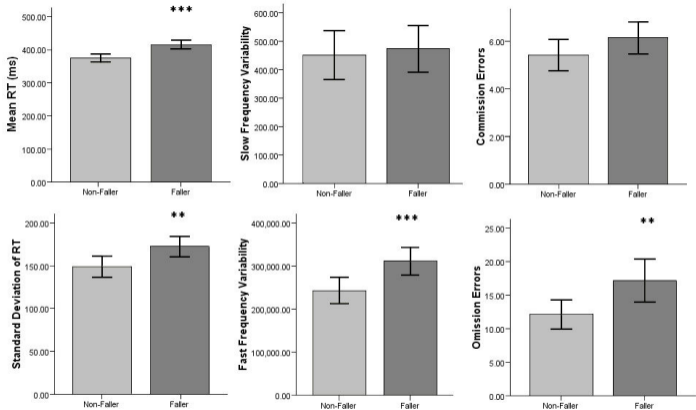 Mean RT (ms)
500.00
400.00
300.00
200.00
100.00
0.00
***
Non-Faller
Faller
Slow Frequency Variability
600.00
500.00
400.00
300.00
200.00
100.00
0.00
Non-Faller
Faller
Commission Errors
6.00
4.00
2.00
0.00
Non-Faller
Faller
Standard Deviation of RT
200.00
150.00
100.00
50.00
0.00
**
Non-Faller
Faller
Fast Frequency Variability
400,000.00
300,000.00
200,000.00
100,000.00
0.00
***
Non-Faller
Faller
Omission Errors
25.00
20.00
15.00
10.00
5.00
0.00
**
Non-Faller
Faller